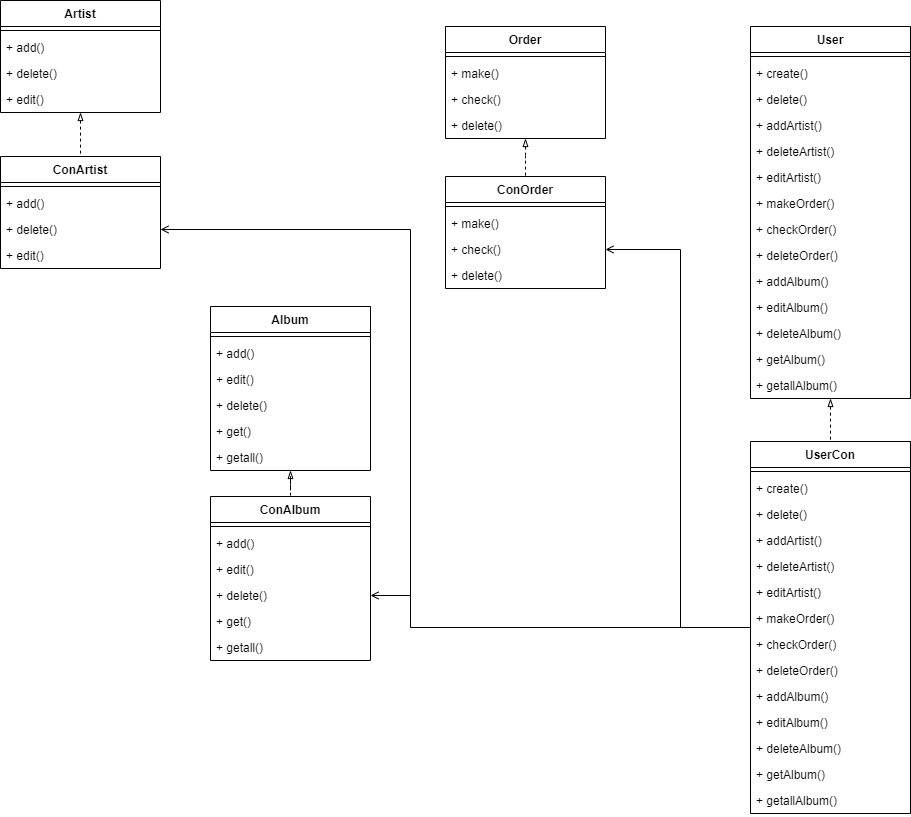 Artist
+ add()
+ delete()
+ edit()
ConArtist
+ add()
+ delete()
+ edit()
Album
+ add()
+ edit()
+ delete()
+ get()
+ getall()
ConAlbum
+ add()
+ edit()
+ delete()
+ get()
+ getall()
Order
+ make()
+ check()
+ delete()
ConOrder
+ make()
+ check()
+ delete()
User
+ create()
+ delete()
+ addArtist()
+ deleteArtist()
+ editArtist()
+ makeOrder()
+ checkOrder()
+ deleteOrder()
+ addAlbum()
+ editAlbum()
+ deleteAlbum()
+ getAlbum()
+ getallAlbum()
UserCon
+ create()
+ delete()
+ addArtist()
+ deleteArtist()
+ editArtist()
+ makeOrder()
+ checkOrder()
+ deleteOrder()
+ addAlbum()
+ editAlbum()
+ deleteAlbum()
+ getAlbum()
+ getallAlbum()